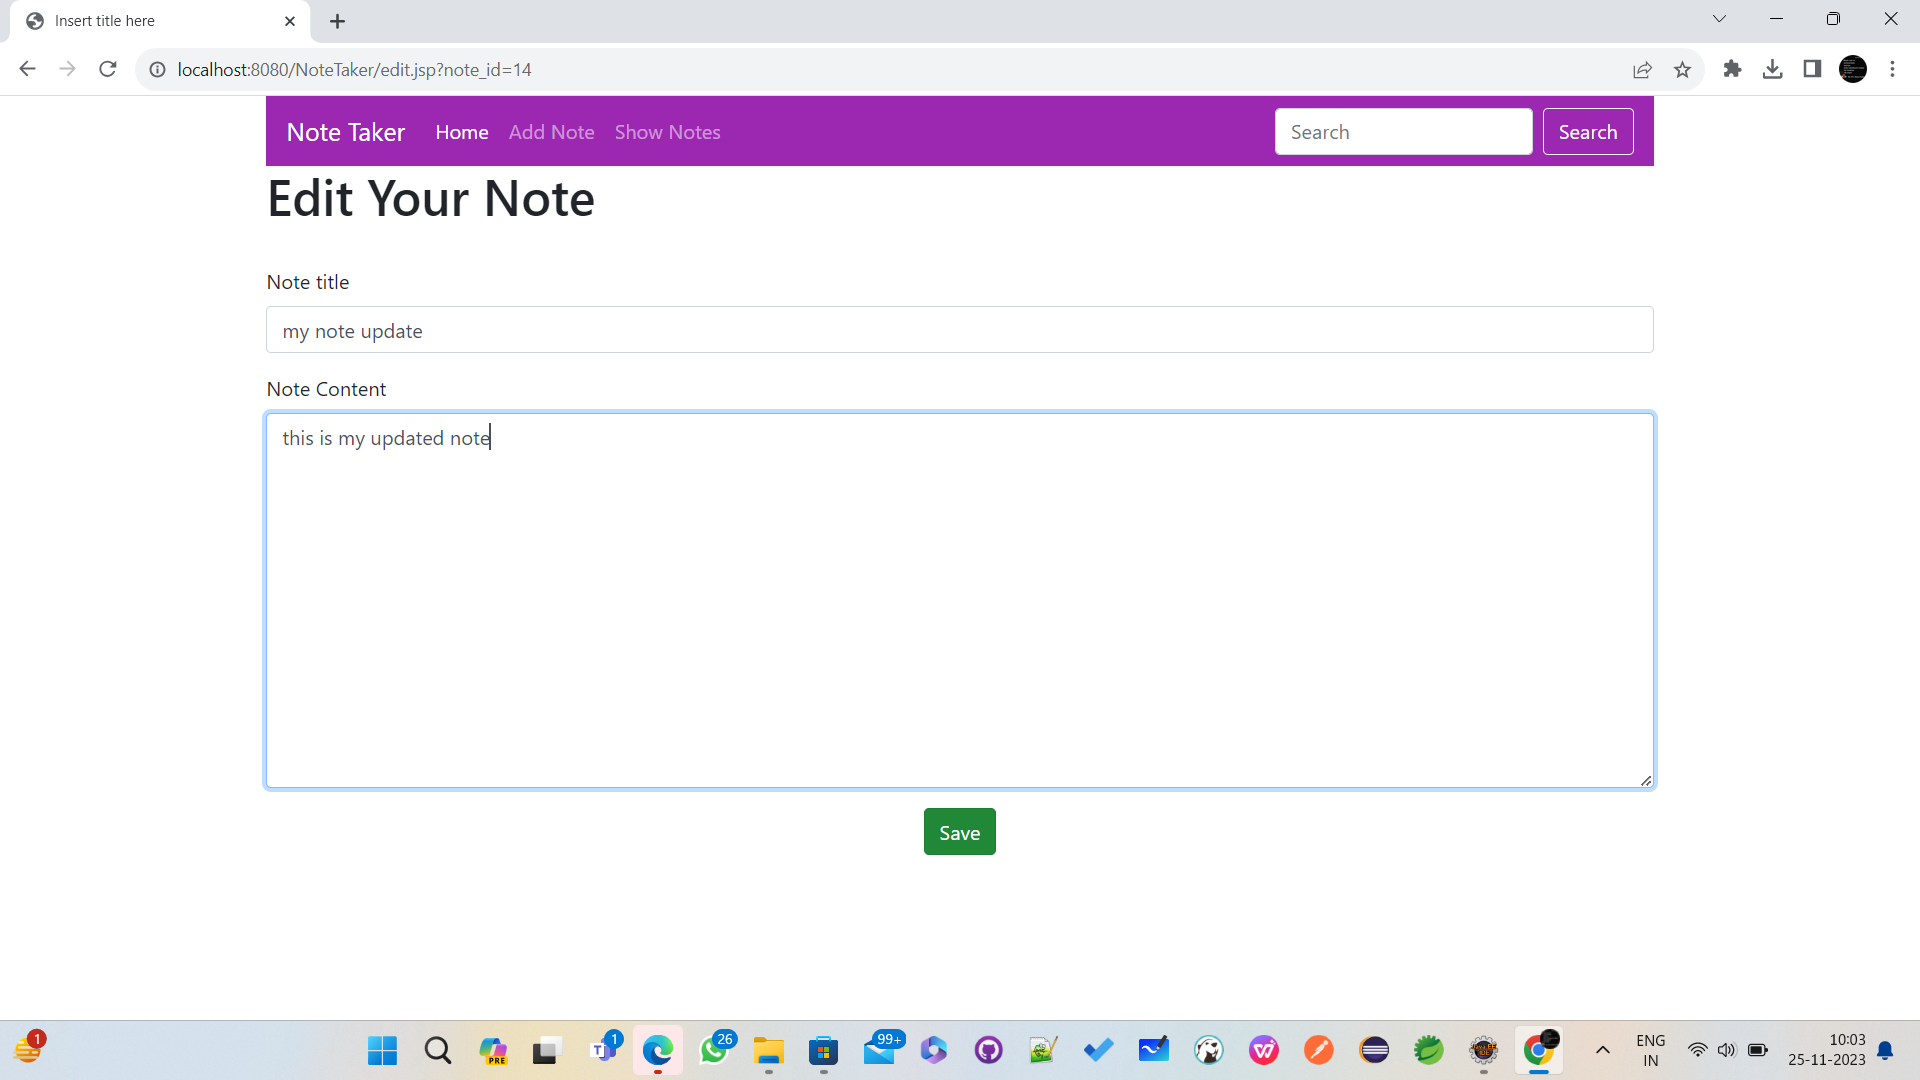 Insert title here
localhost:8080/NoteTaker/edit.jsp?note_id=14
Note Taker Home Add Note Show Notes Search Search
Edit Your Note
Note title
my note update
Note Content
this is my updated note
Save
1 PRE T 1 26 99+ ENG 10:03
IN 25-11-2023